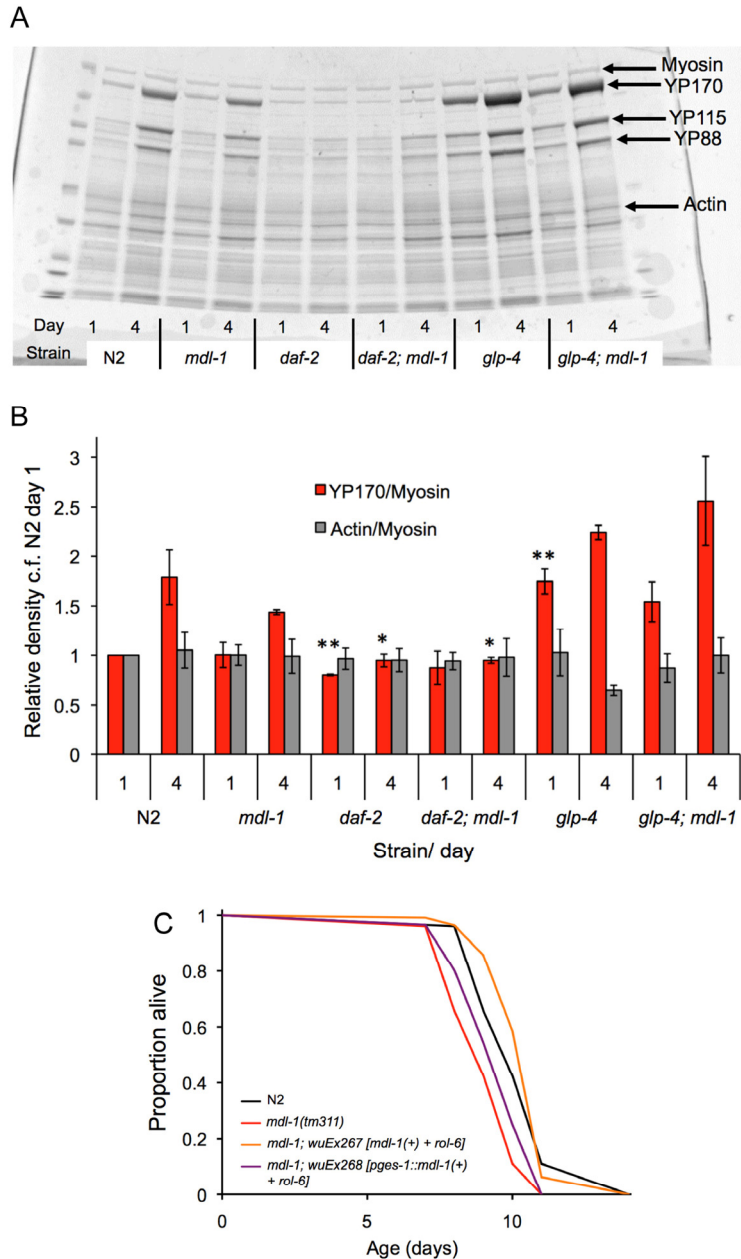 A
Myosin
YP170
YP115
YP88
Actin
Day 1 4 1 4 1 4 1 4 1 4 1 4
Strain N2 mdl-1 daf-2 daf-2; mdl-1 glp-4 glp-4; mdl-1
B
Relative density c.f. N2 day 1
3
2.5
2
1.5
1
0.5
0
YP170/Myosin
Actin/Myosin
** * * **
1 4 1 4 1 4 1 4 1 4 1 4
N2 mdl-1 daf-2 daf-2; mdl-1 glp-4 glp-4; mdl-1
Strain/ day
C
Proportion alive
1
0.8
0.6
0.4
0.2
0
N2
mdl-1(tm311)
mdl-1; wuEx267 [mdl-1(+) + rol-6]
mdl-1; wuEx268 [pges-1::mdl-1(+)
+ rol-6]
0 5 10
Age (days)